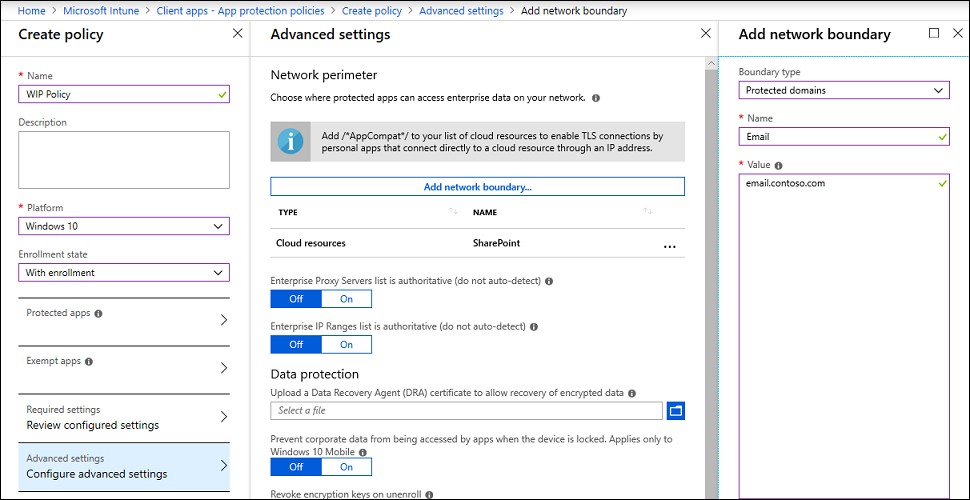 Home > Microsoft Intune > Client apps - App protection policies > Create policy > Advanced settings > Add network boundary
Create policy
* Name
WIP Policy
Description
* Platform
Windows 10
Enrollment state
With enrollment
Protected apps
Exempt apps
Required settings
Review configured settings
Advanced settings
Configure advanced settings
Advanced settings
Network perimeter
Choose where protected apps can access enterprise data on your network.
Add /*AppCompat*/ to your list of cloud resources to enable TLS connections by
personal apps that connect directly to a cloud resource through an IP address.
Add network boundary...
TYPE NAME
Cloud resources SharePoint ...
Enterprise Proxy Servers list is authoritative (do not auto-detect)
Off On
Enterprise IP Ranges list is authoritative (do not auto-detect)
Off On
Data protection
Upload a Data Recovery Agent (DRA) certificate to allow recovery of encrypted data
Select a file
Prevent corporate data from being accessed by apps when the device is locked. Applies only to
Windows 10 Mobile
Off On
Revoke encryption keys on unenroll
Add network boundary
Boundary type
Protected domains
* Name
Email
* Value
email.contoso.com